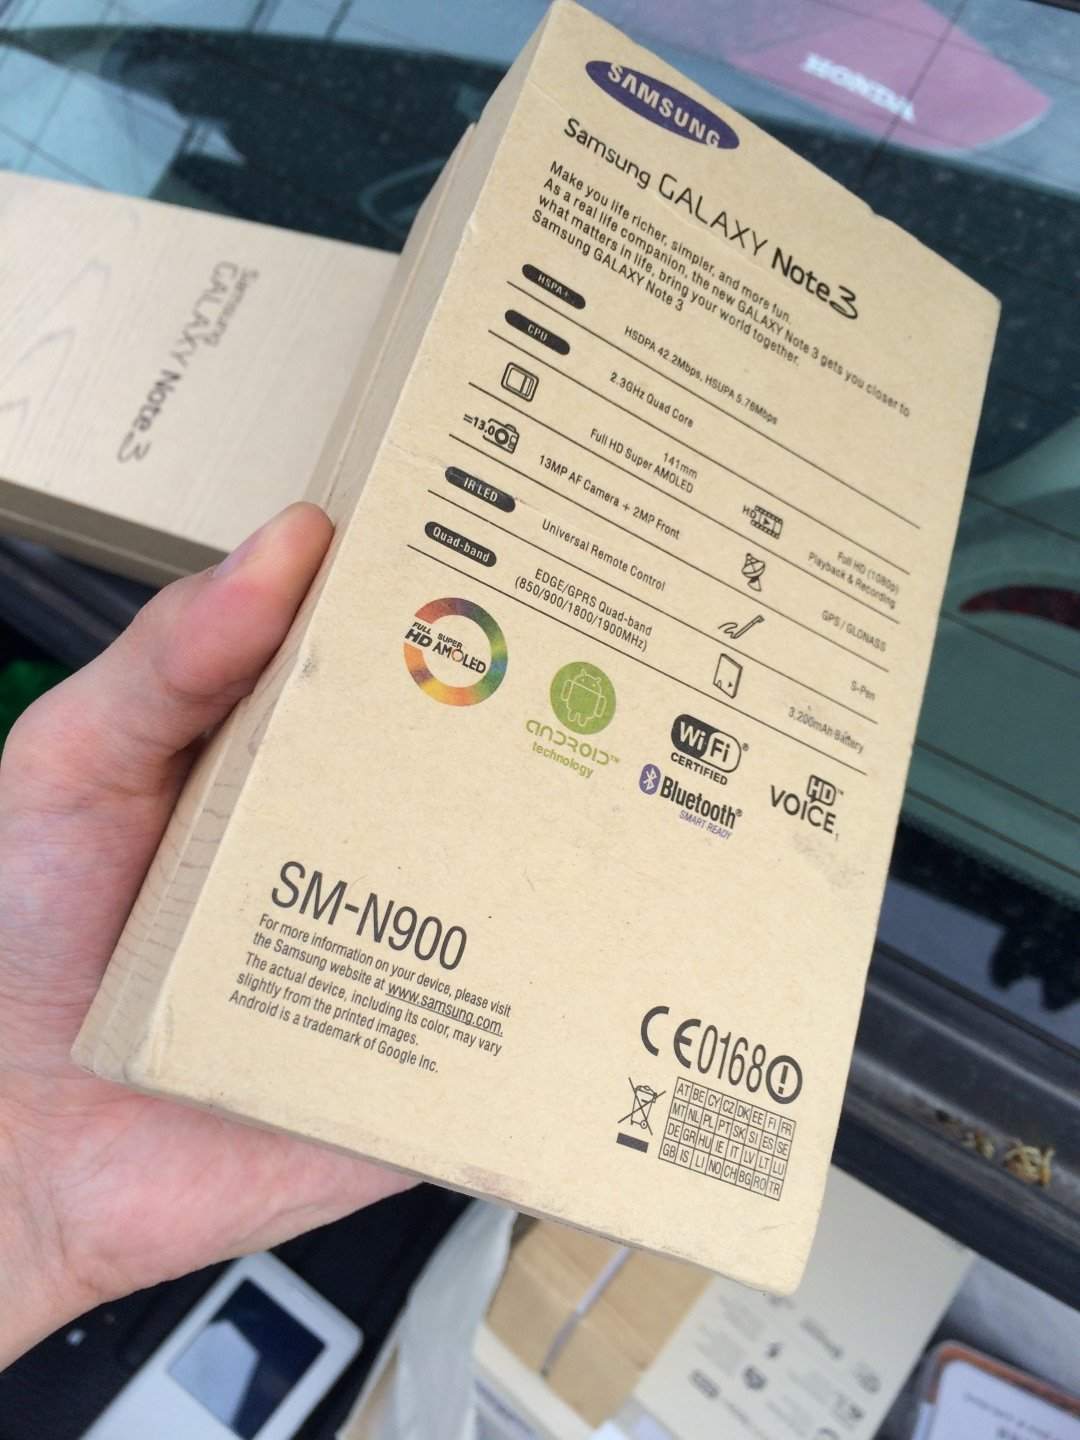 SAMSUNG
Samsung GALAXY Note 3
Make you life richer, simpler, and more fun.
As a real life companion, the new GALAXY Note 3 gets you closer to
what matters in life, bring your world together.
Samsung GALAXY Note 3
HSPA+
HSDPA 42.2Mbps, HSUPA 5.76Mbps
CPU
2.3GHz Quad Core
141mm
Full HD Super AMOLED
HD
Full HD (1080p)
Playback & Recording
≈13.0
13MP AF Camera + 2MP Front
GPS / GLONASS
IR LED
Universal Remote Control
S-Pen
Quad-band
EDGE/GPRS Quad-band
(850/900/1800/1900MHz)
3,200mAh Battery
FULL HD SUPER AMOLED
ANDROID™
technology
Wi Fi®
CERTIFIED
Bluetooth®
SMART READY
HD™
VOICE
SM-N900
For more information on your device, please visit
the Samsung website at www.samsung.com.
The actual device, including its color, may vary
slightly from the printed images.
Android is a trademark of Google Inc.
CE0168
AT BE CY CZ DK EE FI FR
MT NL PL PT SK SI ES SE
DE GR HU IE IT LV LT LU
GB IS LI NO CH BG RO TR
Samsung
GALAXY Note 3
HONDA